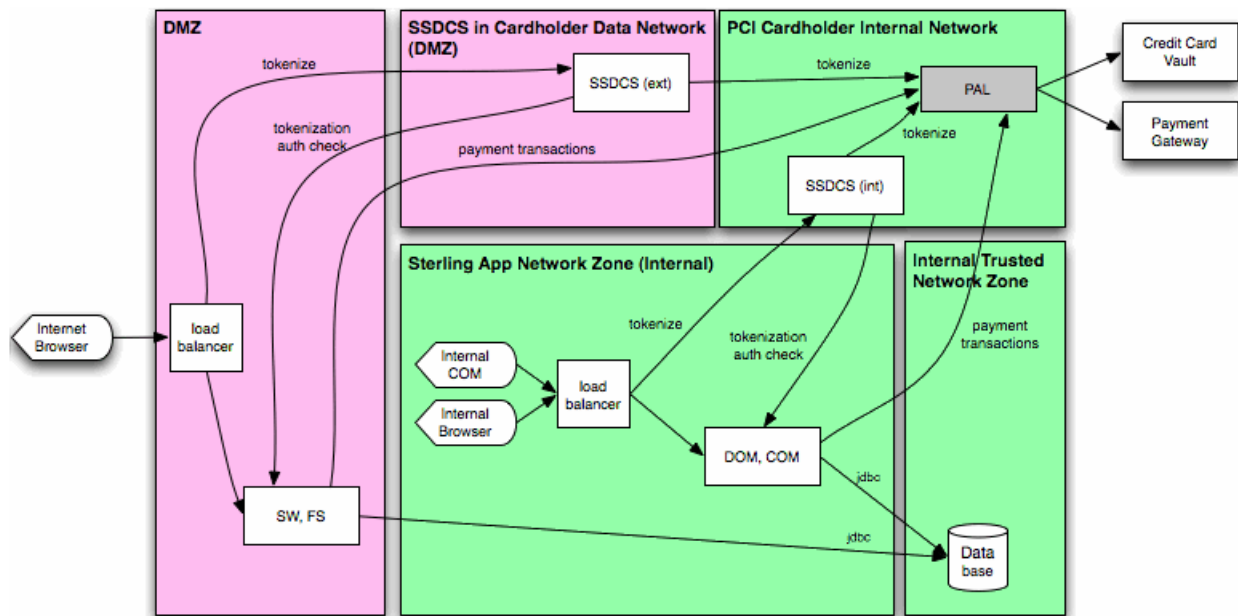 DMZ
SSDCS in Cardholder Data Network
(DMZ)
PCI Cardholder Internal Network
Credit Card
Vault
tokenize
SSDCS (ext)
tokenize
PAL
Payment
Gateway
tokenization
auth check
payment transactions
tokenize
SSDCS (int)
Sterling App Network Zone (Internal)
Internal Trusted
Network Zone
Internet
Browser
load
balancer
tokenize
tokenization
auth check
payment
transactions
Internal
COM
Internal
Browser
load
balancer
DOM, COM
jdbc
SW, FS
jdbc
Data
base